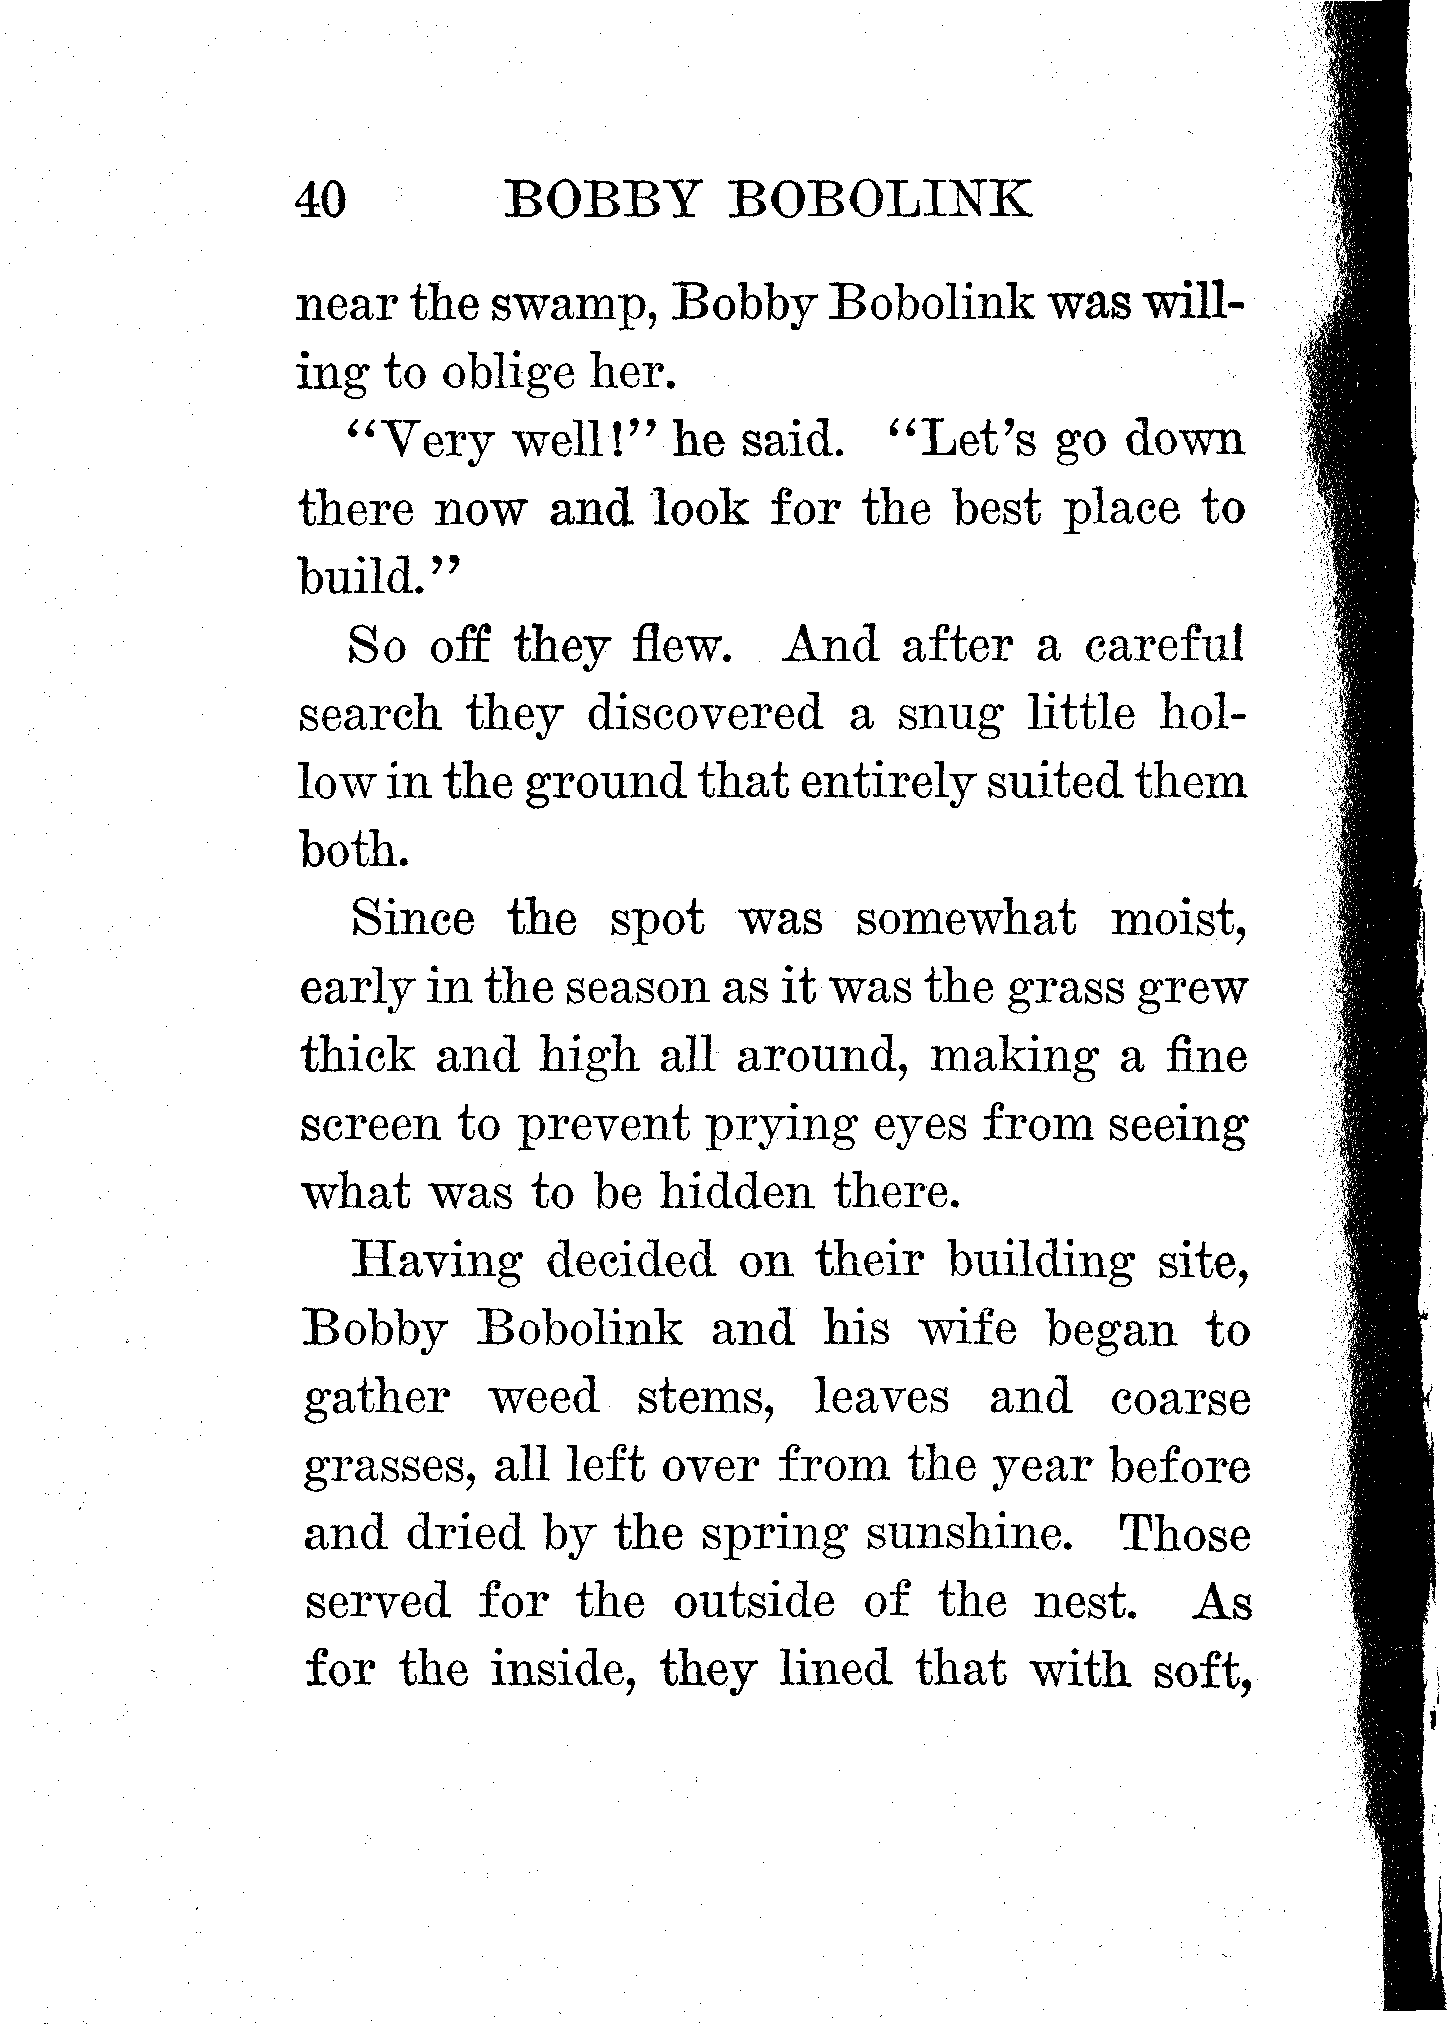 40 BOBBY BOBOLINK
near the swamp, Bobby Bobolink was will-
ing to oblige her.
“Very well!” he said. “Let’s go down
there now and look for the best place to
build.”
So off they flew. And after a careful
search they discovered a snug little hol-
low in the ground that entirely suited them
both.
Since the spot was somewhat moist,
early in the season as it was the grass grew
thick and high all around, making a fine
screen to prevent prying eyes from seeing
what was to be hidden there.
Having decided on their building site,
Bobby Bobolink and his wife began to
gather weed stems, leaves and coarse
grasses, all left over from the year before
and dried by the spring sunshine. Those
served for the outside of the nest. As
for the inside, they lined that with soft,